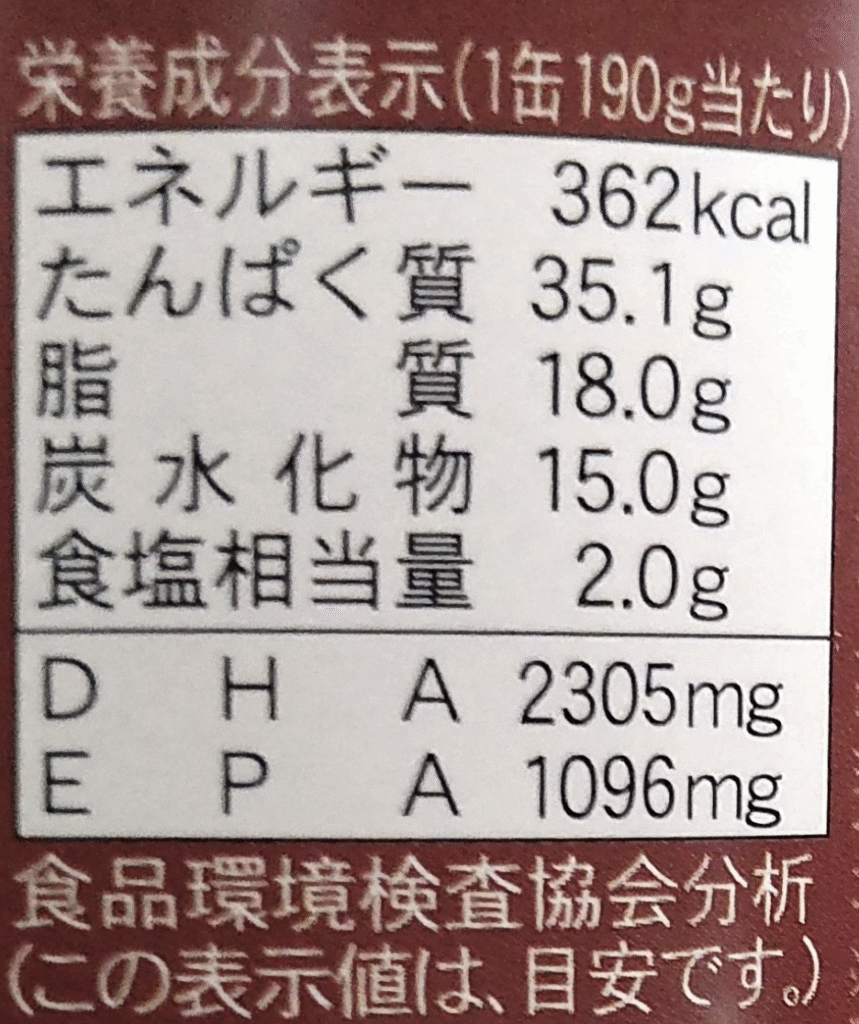 栄養成分表示(1缶190g当たり)
エネルギー 362kcal
たんぱく質 35.1g
脂質 18.0g
炭水化物 15.0g
食塩相当量 2.0g
DHA 2305mg
EPA 1096mg
食品環境検査協会分析
(この表示値は、目安です。)